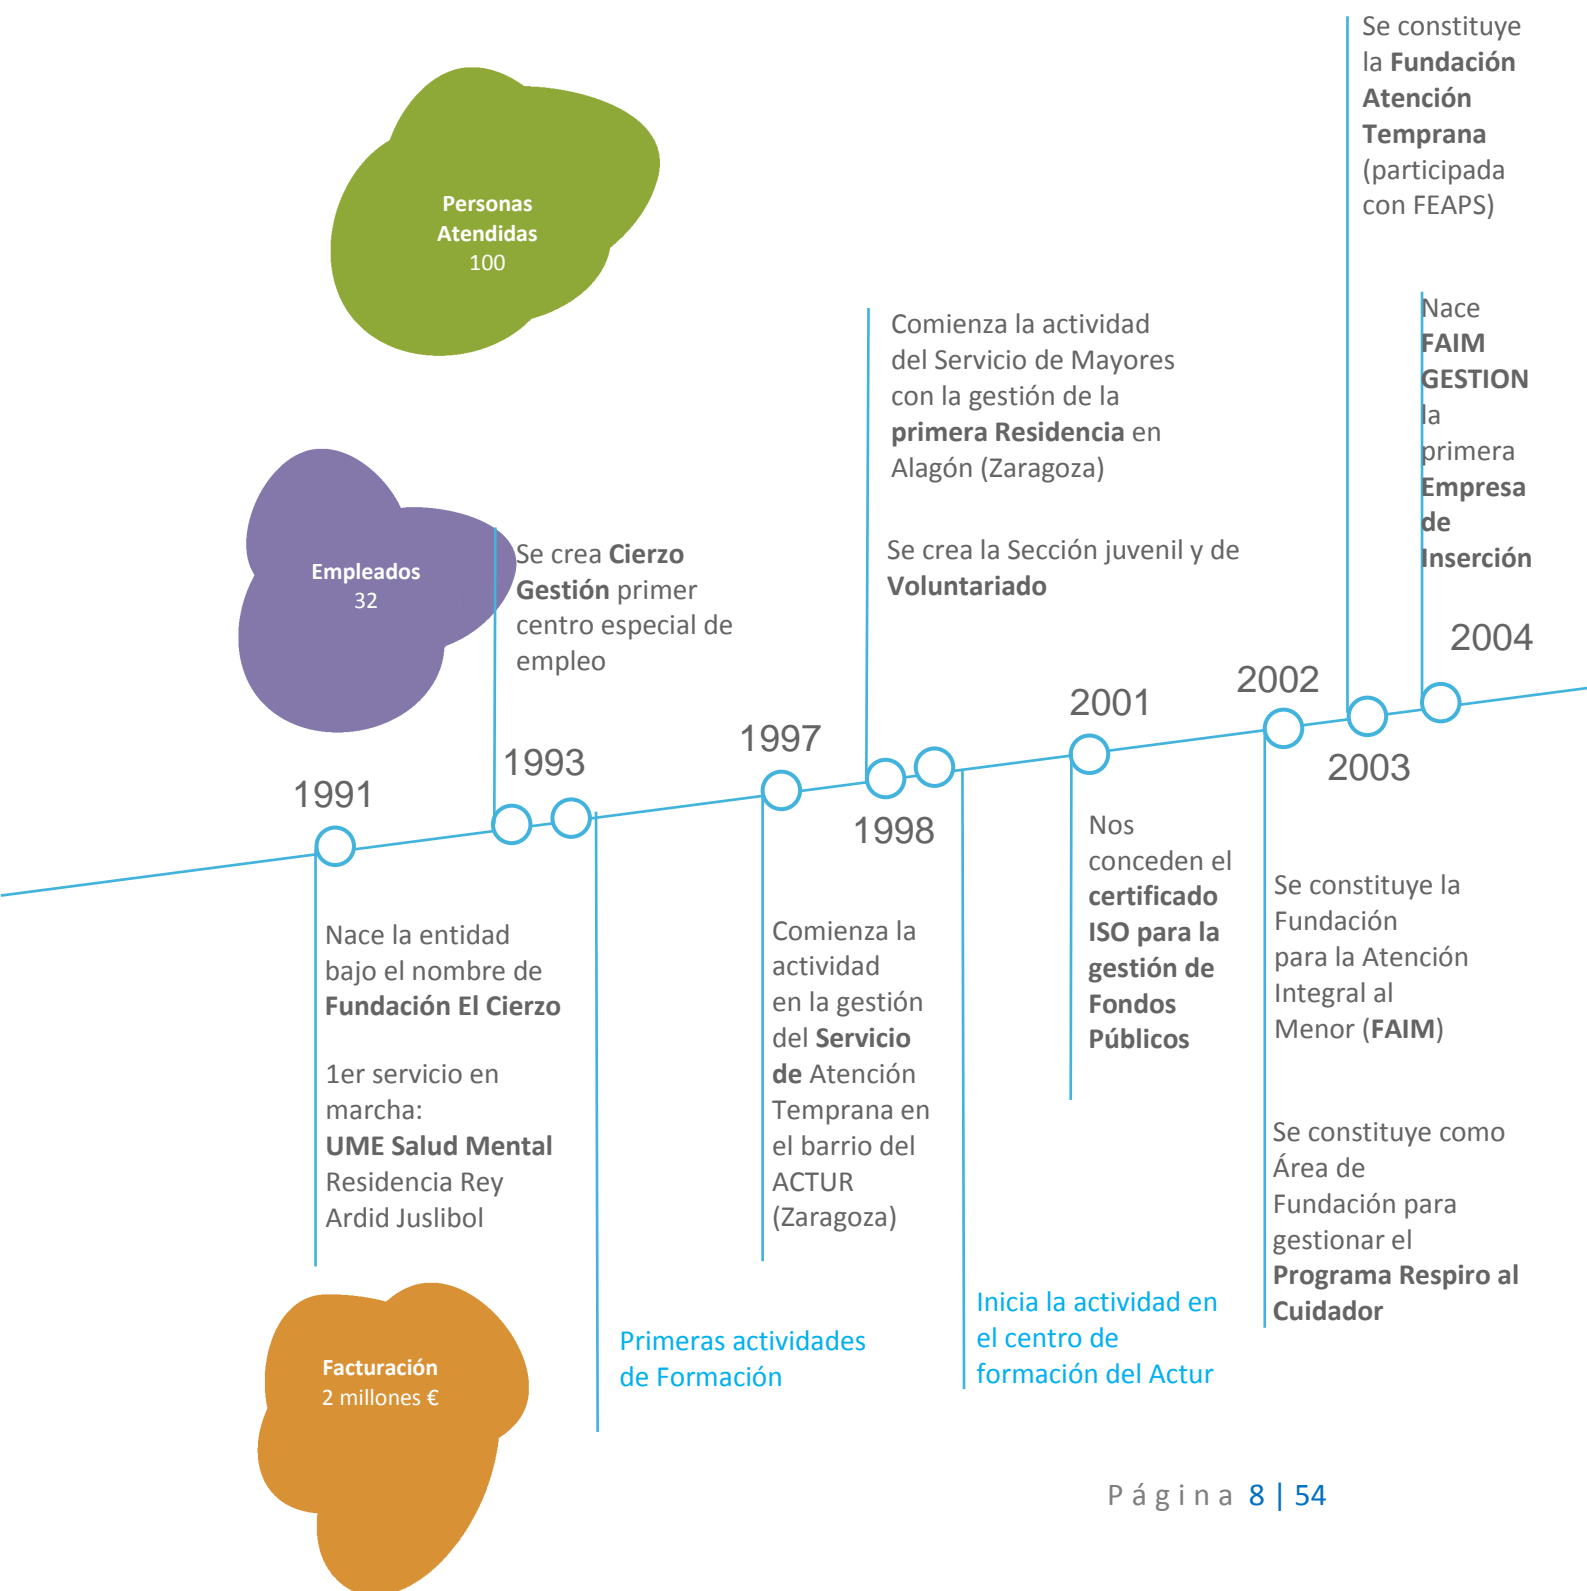 Se constituye
la Fundación
Atención
Temprana
(participada
con FEAPS)
Personas
Atendidas
100
Nace
FAIM
GESTION
la
primera
Empresa
de
Inserción
Comienza la actividad
del Servicio de Mayores
con la gestión de la
primera Residencia en
Alagón (Zaragoza)
Se crea la Sección juvenil y de
Voluntariado
Empleados
32
Se crea Cierzo
Gestión primer
centro especial de
empleo
1991
1993
1997
1998
2001
2002
2003
2004
Nace la entidad
bajo el nombre de
Fundación El Cierzo
1er servicio en
marcha:
UME Salud Mental
Residencia Rey
Ardid Juslibol
Comienza la
actividad
en la gestión
del Servicio
de Atención
Temprana en
el barrio del
ACTUR
(Zaragoza)
Nos
conceden el
certificado
ISO para la
gestión de
Fondos
Públicos
Se constituye la
Fundación
para la Atención
Integral al
Menor (FAIM)
Se constituye como
Área de
Fundación para
gestionar el
Programa Respiro al
Cuidador
Facturación
2 millones €
Primeras actividades
de Formación
Inicia la actividad en
el centro de
formación del Actur
Página 8 | 54